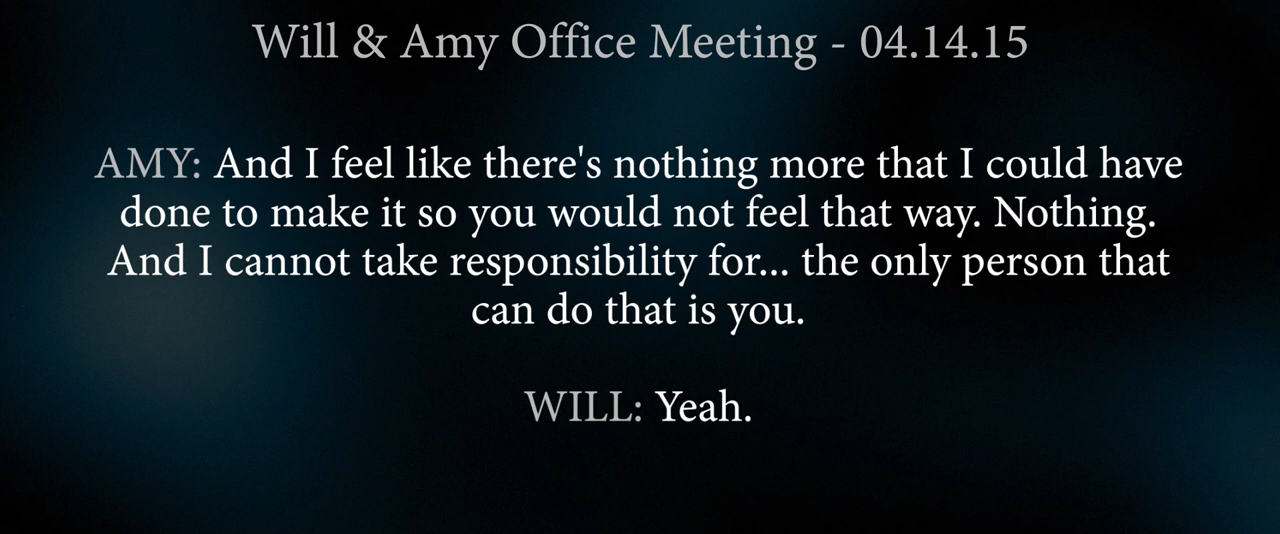 Will & Amy Office Meeting - 04.14.15
AMY: And I feel like there's nothing more that I could have
done to make it so you would not feel that way. Nothing.
And I cannot take responsibility for... the only person that
can do that is you.
WILL: Yeah.